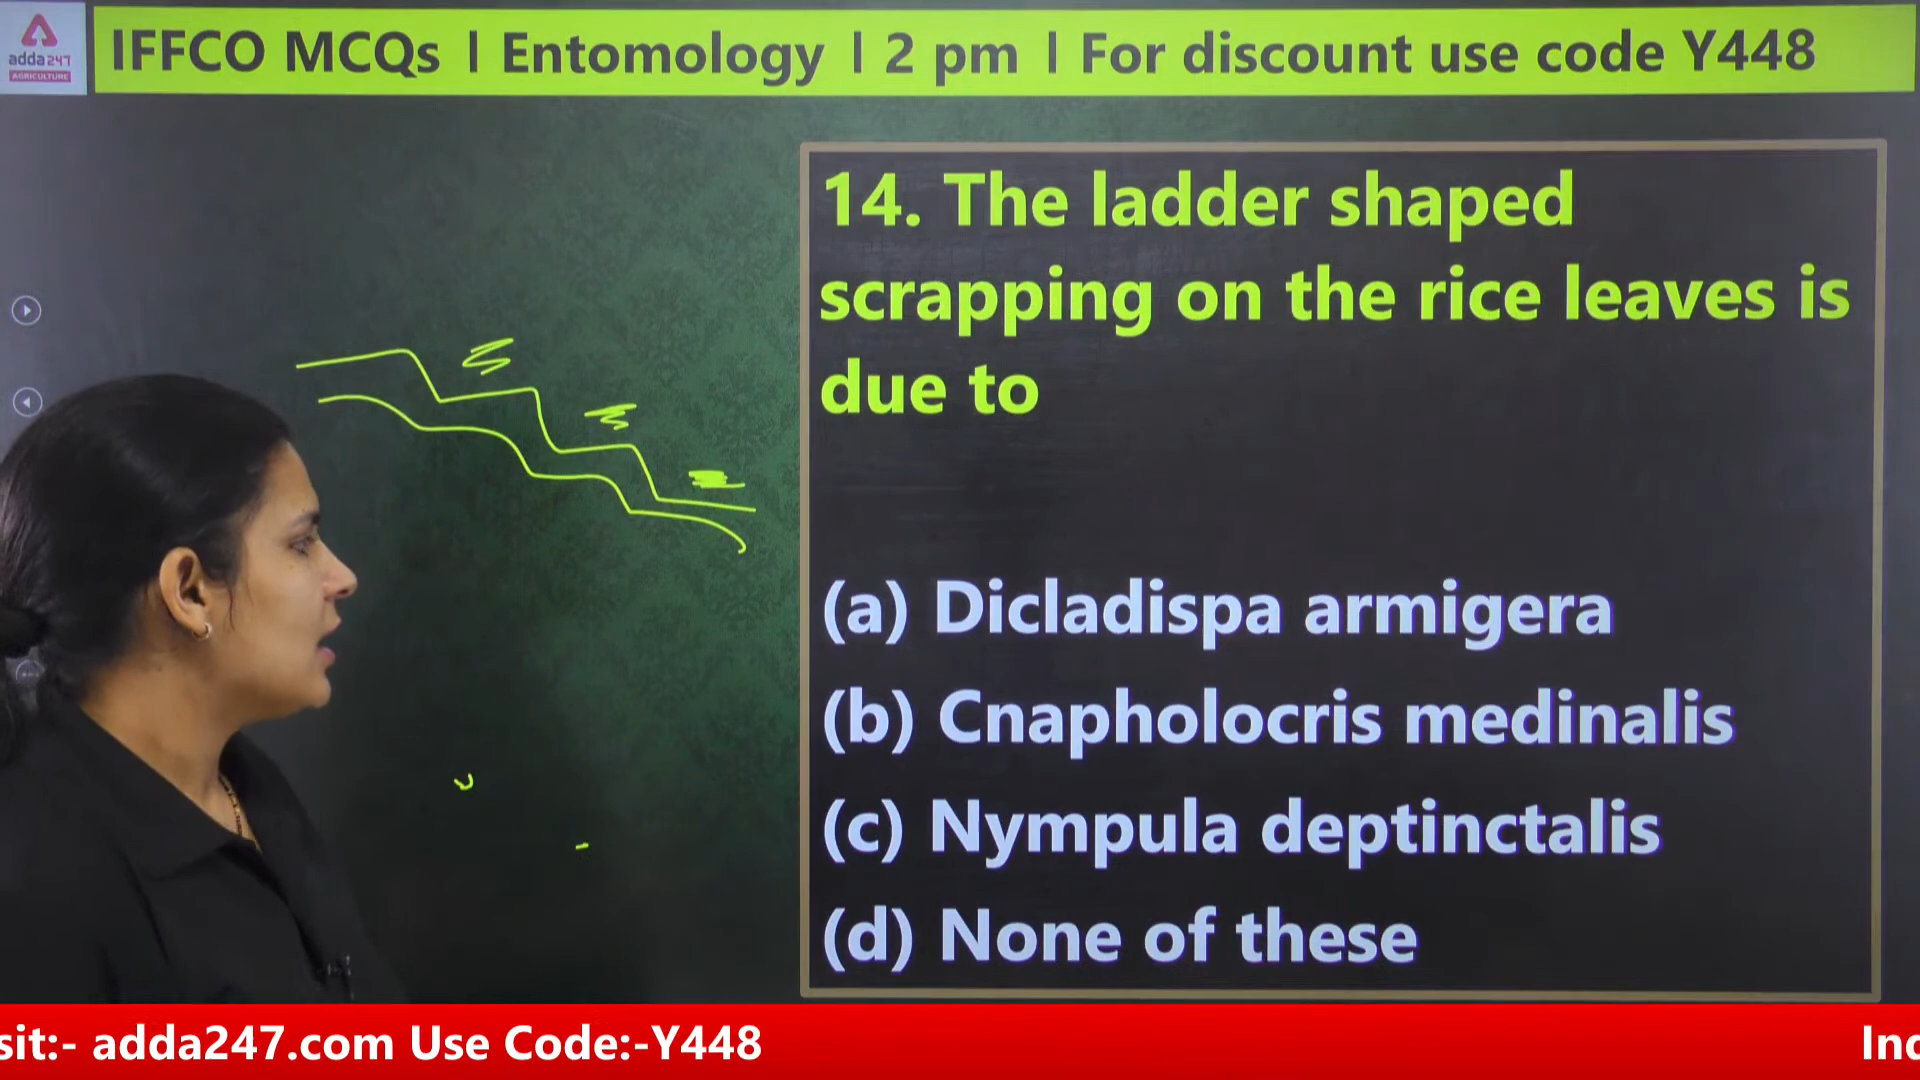 adda247
AGRICULTURE
IFFCO MCQs I Entomology I 2 pm I For discount use code Y448
14. The ladder shaped
scrapping on the rice leaves is
due to
(a) Dicladispa armigera
(b) Cnapholocris medinalis
(c) Nympula deptinctalis
(d) None of these
sit:- adda247.com Use Code:-Y448